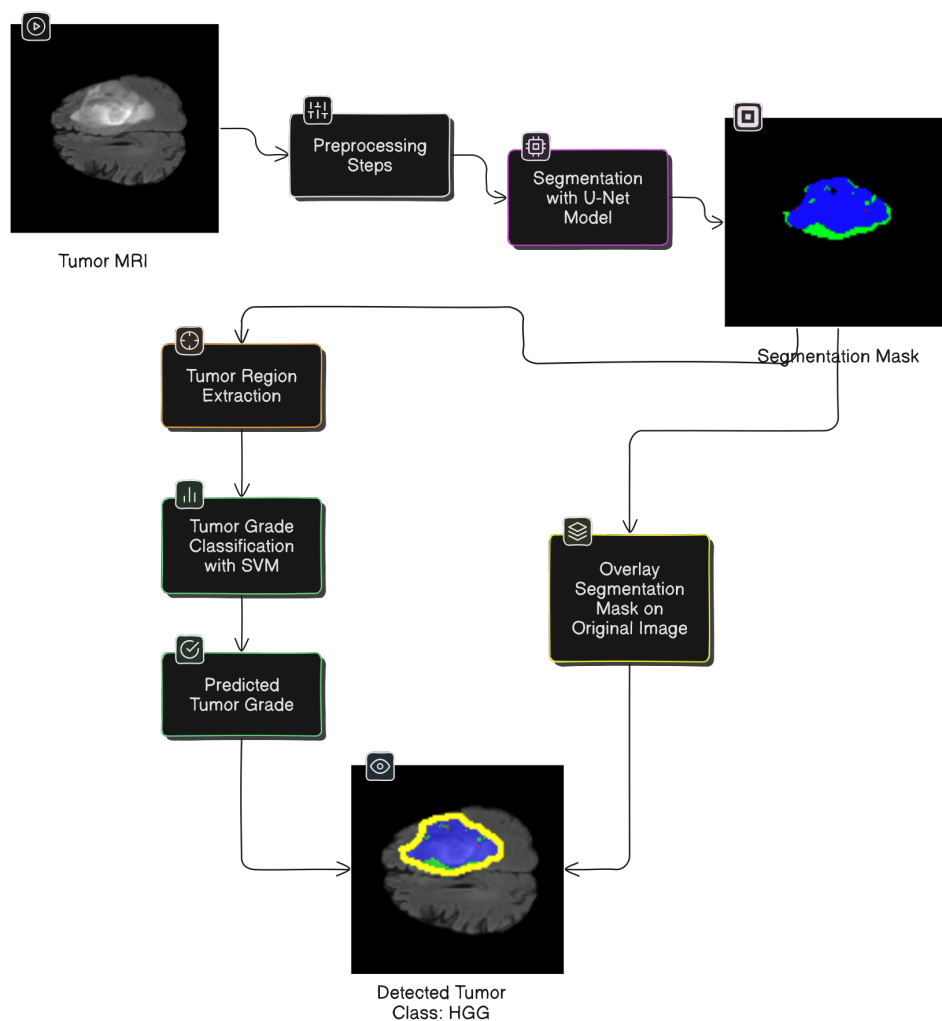 Tumor MRI
Preprocessing
Steps
Segmentation
with U-Net
Model
Segmentation Mask
Tumor Region
Extraction
Tumor Grade
Classification
with SVM
Predicted
Tumor Grade
Overlay
Segmentation
Mask on
Original Image
Detected Tumor
Class: HGG